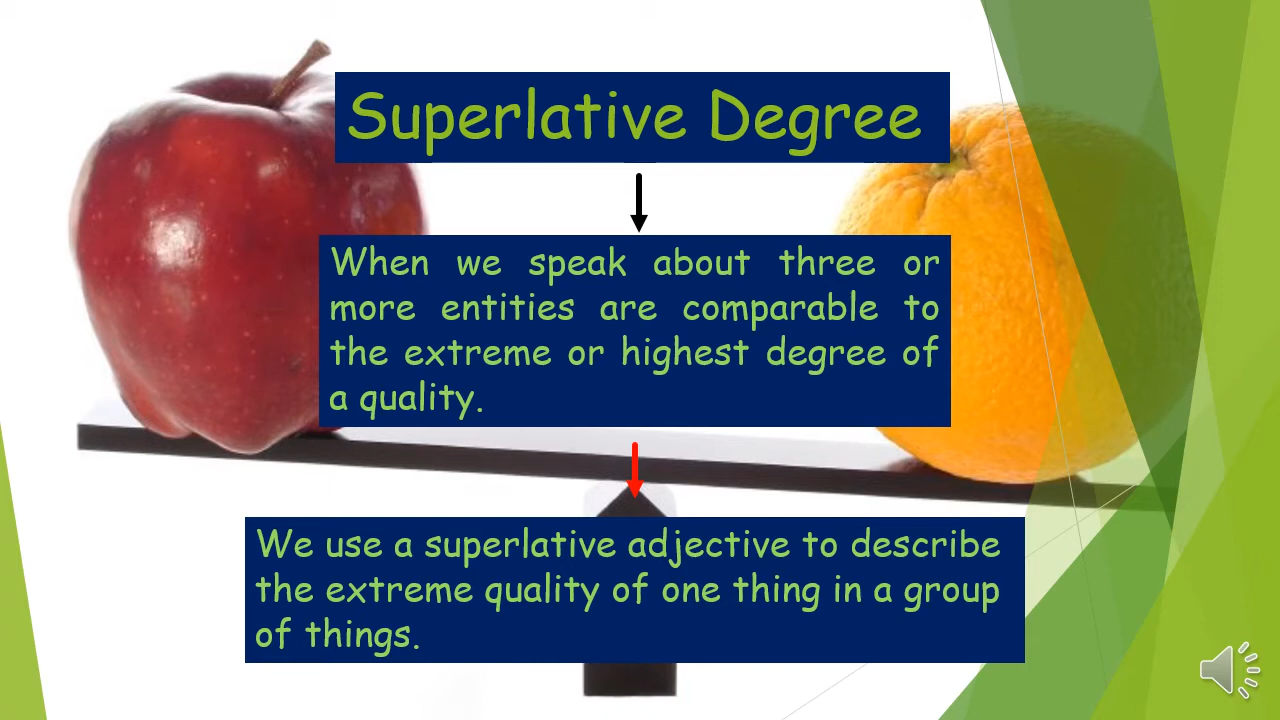 Superlative Degree
When we speak about three or
more entities are comparable to
the extreme or highest degree of
a quality.
We use a superlative adjective to describe
the extreme quality of one thing in a group
of things.